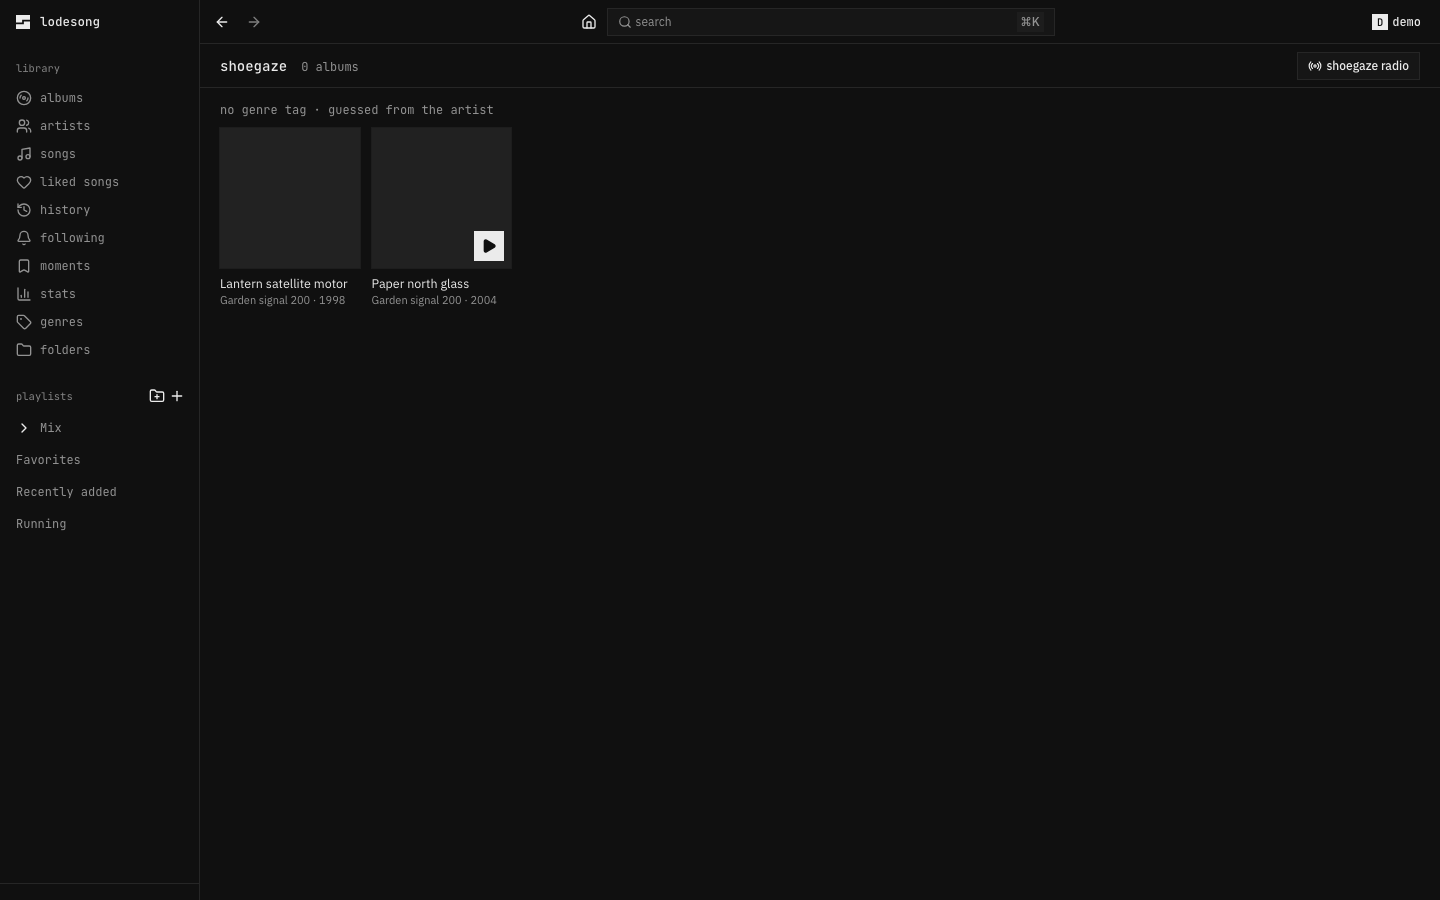 lodesong
search
⌘K
D demo
library
albums
artists
songs
liked songs
history
following
moments
stats
genres
folders
playlists
Mix
Favorites
Recently added
Running
shoegaze 0 albums
shoegaze radio
no genre tag · guessed from the artist
Lantern satellite motor
Garden signal 200 · 1998
Paper north glass
Garden signal 200 · 2004